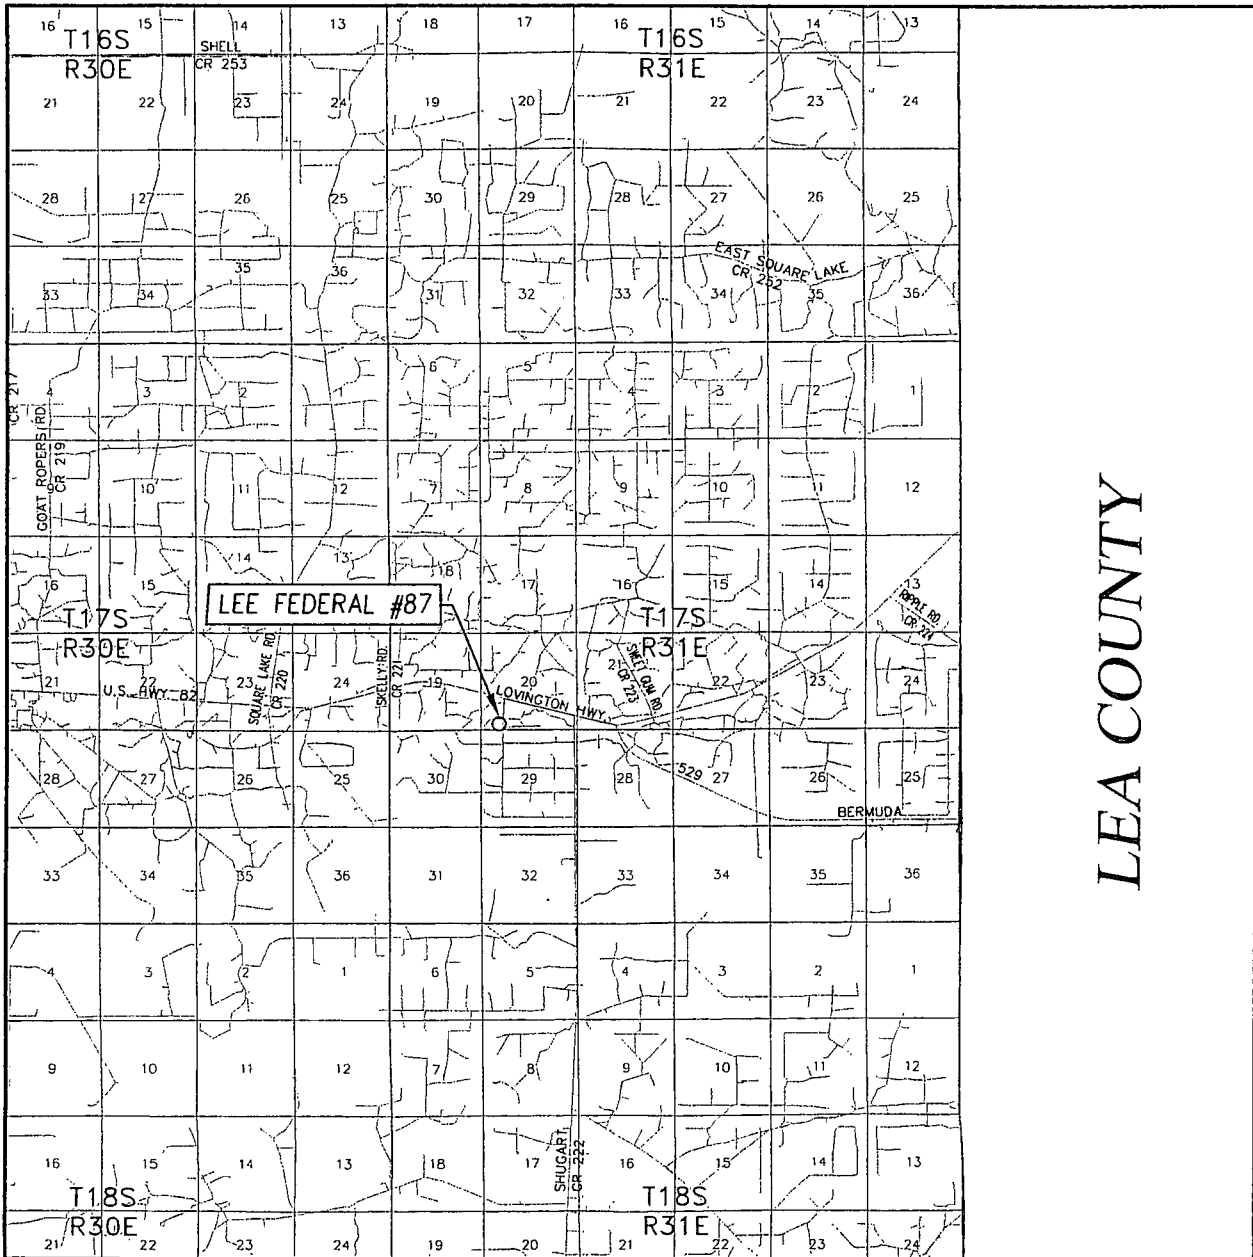 16 15 14 13 18 17 16 15 14 13
T16S T16S
SHELL
CR 253
R30E R31E
21 22 23 24 19 20 21 22 23 24
28 27 26 25 30 29 28 27 26 25
EAST SQUARE LAKE
CR 252
33 34 35 36 31 32 33 34 35 36
4 3 2 1 6 5 4 3 2 1
CR 217
GOAT ROPERS RD.
CR 219
9 10 11 12 7 8 9 10 11 12
16 15 14 13 18 17 16 15 14 13
LEE FEDERAL #87
T17S T17S
R30E R31E
RIPPLE RD.
CR 224
SQUARE LAKE RD.
CR 220
SKELLY RD.
CR 221
SWEET GUM RD.
CR 223
21 22 23 24 19 20 21 22 23 24
U.S. HWY. 82
LOVINGTON HWY.
28 27 26 25 30 29 28 27 26 25
529
BERMUDA
33 34 35 36 31 32 33 34 35 36
4 3 2 1 6 5 4 3 2 1
9 10 11 12 7 8 9 10 11 12
SHUGART
CR 222
16 15 14 13 18 17 16 15 14 13
T18S T18S
R30E R31E
21 22 23 24 19 20 21 22 23 24
LEA COUNTY